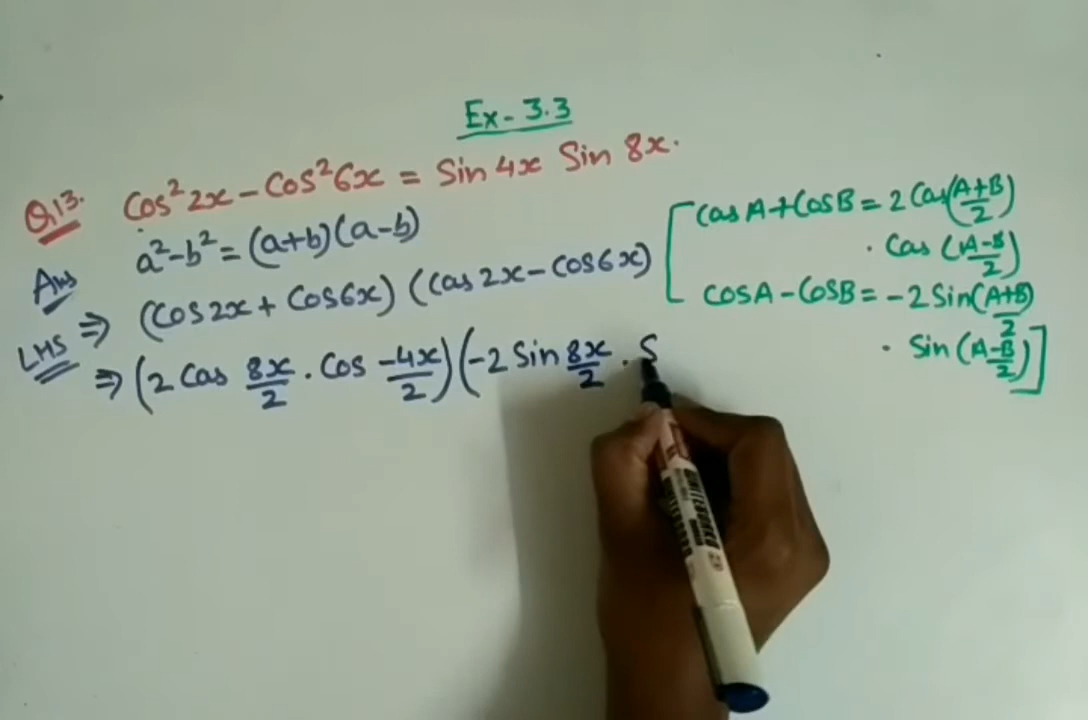 Ex - 3.3
Q13. Cos²2x - Cos²6x = Sin 4x Sin 8x.
Ans a²-b² = (a+b)(a-b)
LHS ⇒ (Cos 2x + Cos 6x) (Cos 2x - Cos 6x)
⇒ (2 Cos 8x/2 . Cos -4x/2) (-2 Sin 8x/2 . S
[Cos A + Cos B = 2 Cos (A+B/2)
. Cos (A-B/2)
Cos A - Cos B = -2 Sin (A+B/2)
. Sin (A-B/2)]